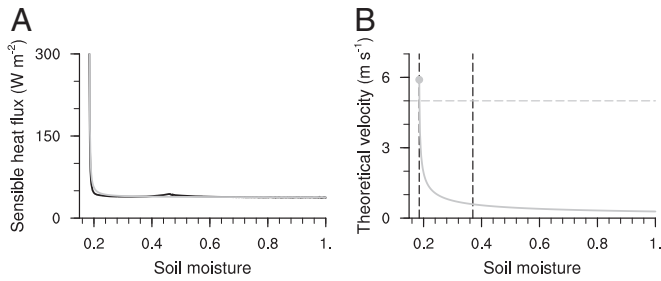 A
B
Sensible heat flux (W m⁻²)
300
150
0
0.2 0.4 0.6 0.8 1.
Soil moisture
Theoretical velocity (m s⁻¹)
6
3
0
0.2 0.4 0.6 0.8 1.
Soil moisture